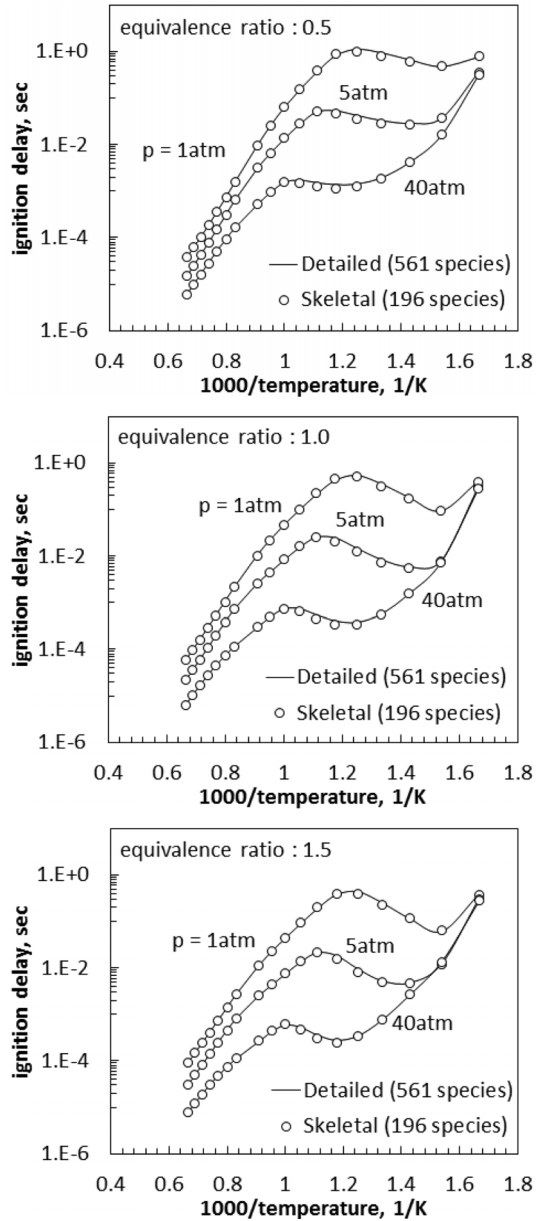 equivalence ratio : 0.5
1.E+0
5atm
1.E-2
p = 1atm
40atm
ignition delay, sec
1.E-4
Detailed (561 species)
Skeletal (196 species)
1.E-6
0.4 0.6 0.8 1 1.2 1.4 1.6 1.8
1000/temperature, 1/K
equivalence ratio : 1.0
1.E+0
p = 1atm
5atm
1.E-2
40atm
ignition delay, sec
1.E-4
Detailed (561 species)
Skeletal (196 species)
1.E-6
0.4 0.6 0.8 1 1.2 1.4 1.6 1.8
1000/temperature, 1/K
equivalence ratio : 1.5
1.E+0
p = 1atm
5atm
1.E-2
40atm
ignition delay, sec
1.E-4
Detailed (561 species)
Skeletal (196 species)
1.E-6
0.4 0.6 0.8 1 1.2 1.4 1.6 1.8
1000/temperature, 1/K